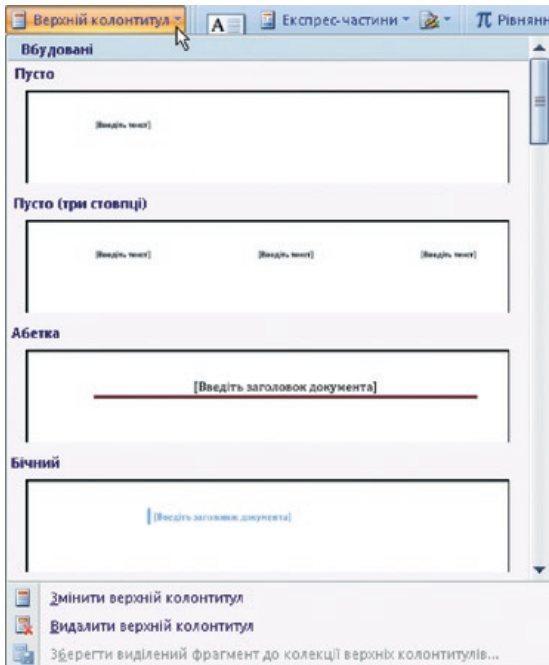 Верхній колонтитул A Експрес-частини π Рівнянн
Вбудовані
Пусто
[Введіть текст]
Пусто (три стовпці)
[Введіть текст] [Введіть текст] [Введіть текст]
Абетка
[Введіть заголовок документа]
Бічний
[Введіть заголовок документа]
Змінити верхній колонтитул
Видалити верхній колонтитул
Зберегти виділений фрагмент до колекції верхніх колонтитулів...